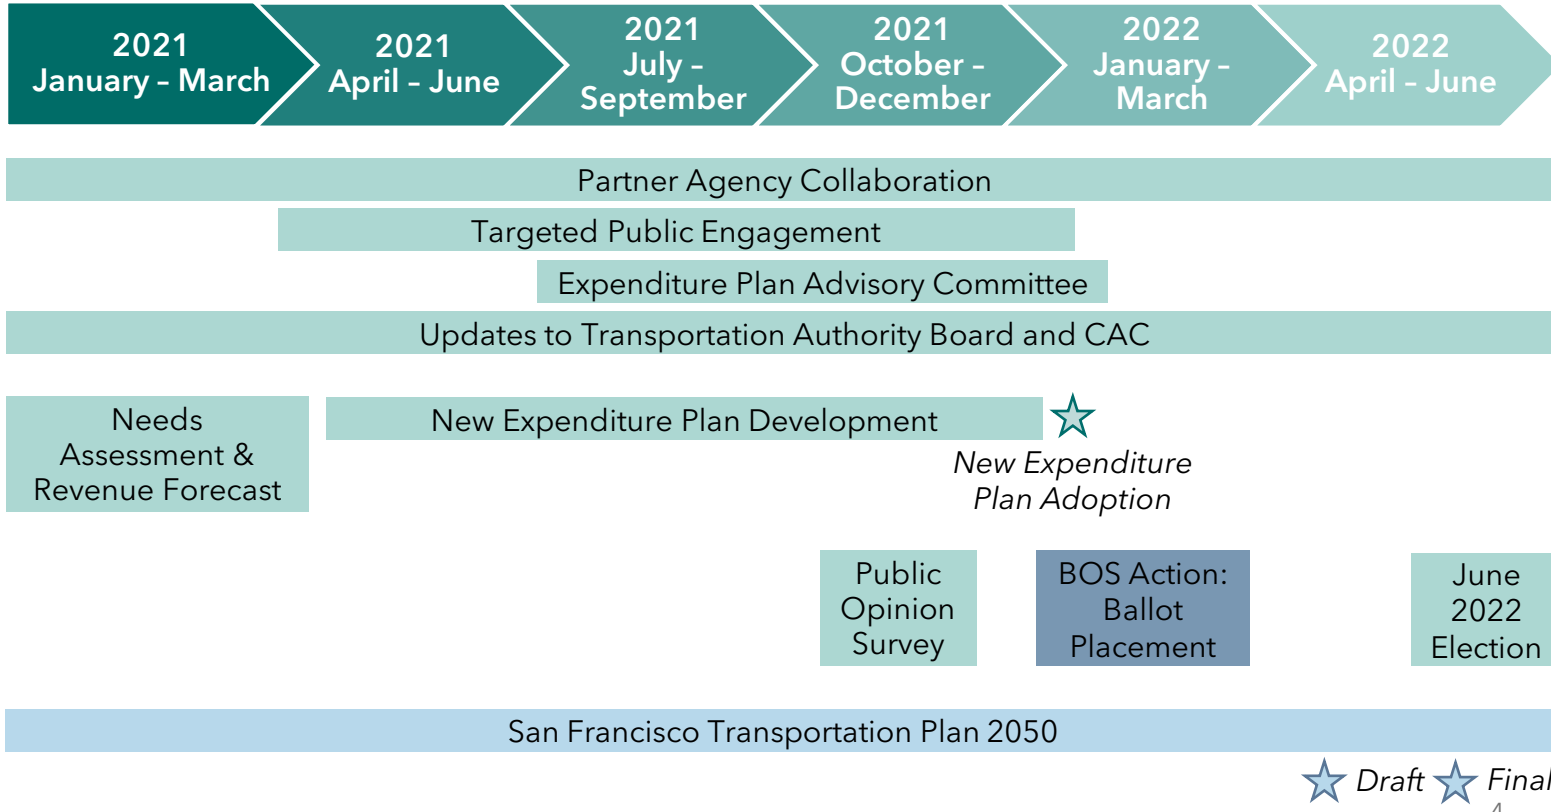 2021
January – March
2021
April – June
2021
July –
September
2021
October –
December
2022
January –
March
2022
April – June
Partner Agency Collaboration
Targeted Public Engagement
Expenditure Plan Advisory Committee
Updates to Transportation Authority Board and CAC
Needs
Assessment &
Revenue Forecast
New Expenditure Plan Development
New Expenditure
Plan Adoption
Public
Opinion
Survey
BOS Action:
Ballot
Placement
June
2022
Election
San Francisco Transportation Plan 2050
Draft
Final